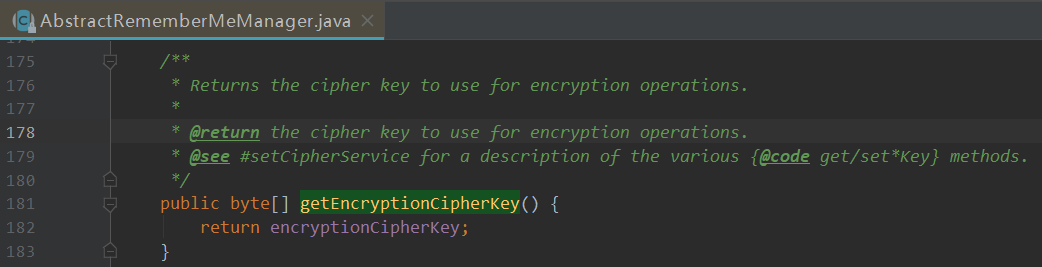 AbstractRememberMeManager.java
175 /**
176 * Returns the cipher key to use for encryption operations.
177 *
178 * @return the cipher key to use for encryption operations.
179 * @see #setCipherService for a description of the various {@code get/set*Key} methods.
180 */
181 public byte[] getEncryptionCipherKey() {
182 return encryptionCipherKey;
183 }